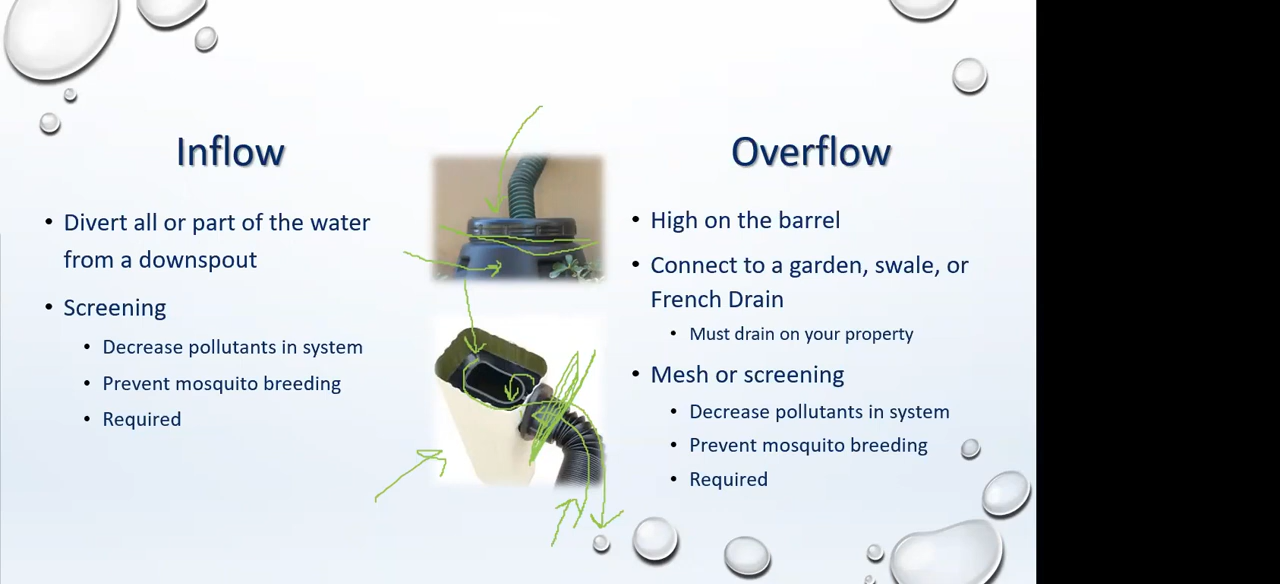 Inflow
Divert all or part of the water
from a downspout
Screening
Decrease pollutants in system
Prevent mosquito breeding
Required
Overflow
High on the barrel
Connect to a garden, swale, or
French Drain
Must drain on your property
Mesh or screening
Decrease pollutants in system
Prevent mosquito breeding
Required